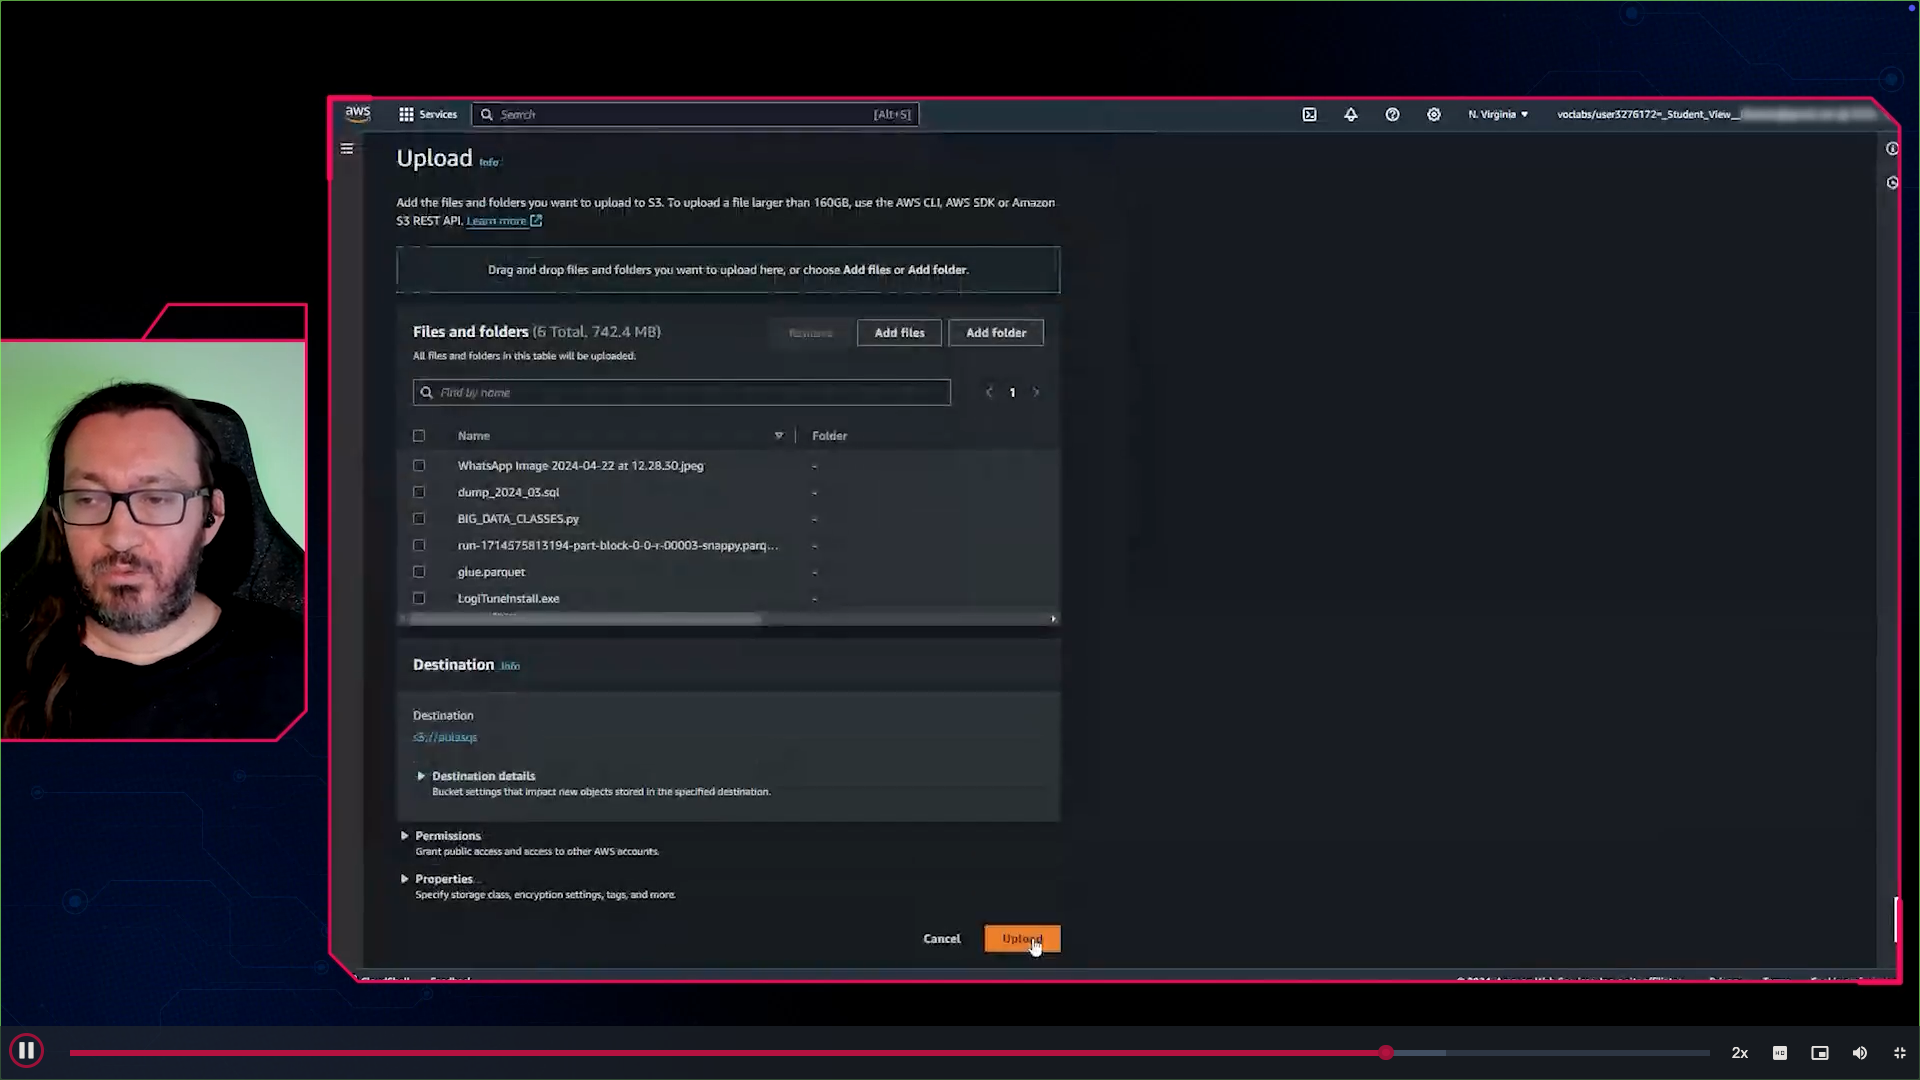 aws
Services
Search
[Alt+S]
N. Virginia
voclabs/user3276172=_Student_View__
Upload Info
Add the files and folders you want to upload to S3. To upload a file larger than 160GB, use the AWS CLI, AWS SDK or Amazon
S3 REST API. Learn more
Drag and drop files and folders you want to upload here, or choose Add files or Add folder.
Files and folders (6 Total, 742.4 MB)
Remove
Add files
Add folder
All files and folders in this table will be uploaded.
Find by name
1
Name
Folder
WhatsApp Image 2024-04-22 at 12.28.30.jpeg
-
dump_2024_03.sql
-
BIG_DATA_CLASSES.py
-
run-1714575813194-part-block-0-0-r-00003-snappy.parq...
-
glue.parquet
-
LogiTuneInstall.exe
-
Destination Info
Destination
s3://aulasqs
Destination details
Bucket settings that impact new objects stored in the specified destination.
Permissions
Grant public access and access to other AWS accounts.
Properties
Specify storage class, encryption settings, tags, and more.
Cancel
Upload
2x